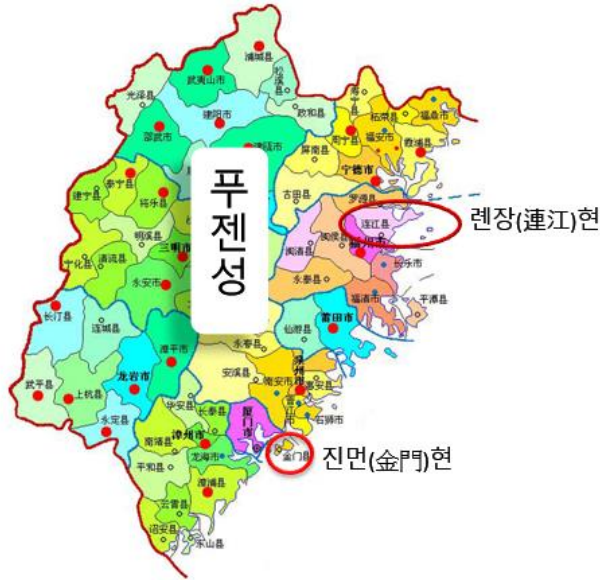 浦城县
松溪县
武夷山市
光泽县
建阳市
政和县
邵武市
寿宁县
柘荣县
福鼎市
福安市
周宁县
霞浦县
屏南县
宁德市
古田县
罗源县
泰宁县
建宁县
将乐县
明溪县
三明市
宁化县
清流县
永安市
连江县
闽侯县
闽清县
福州市
长乐市
永泰县
福清市
平潭县
莆田市
仙游县
长汀县
连城县
漳平市
龙岩市
武平县
上杭县
永定县
永春县
安溪县
泉州市
南安市
惠安县
晋江市
石狮市
华安县
长泰县
厦门市
南靖县
漳州市
龙海市
平和县
金门县
漳浦县
云霄县
诏安县
东山县
푸젠성
롄장(連江)현
진먼(金門)현